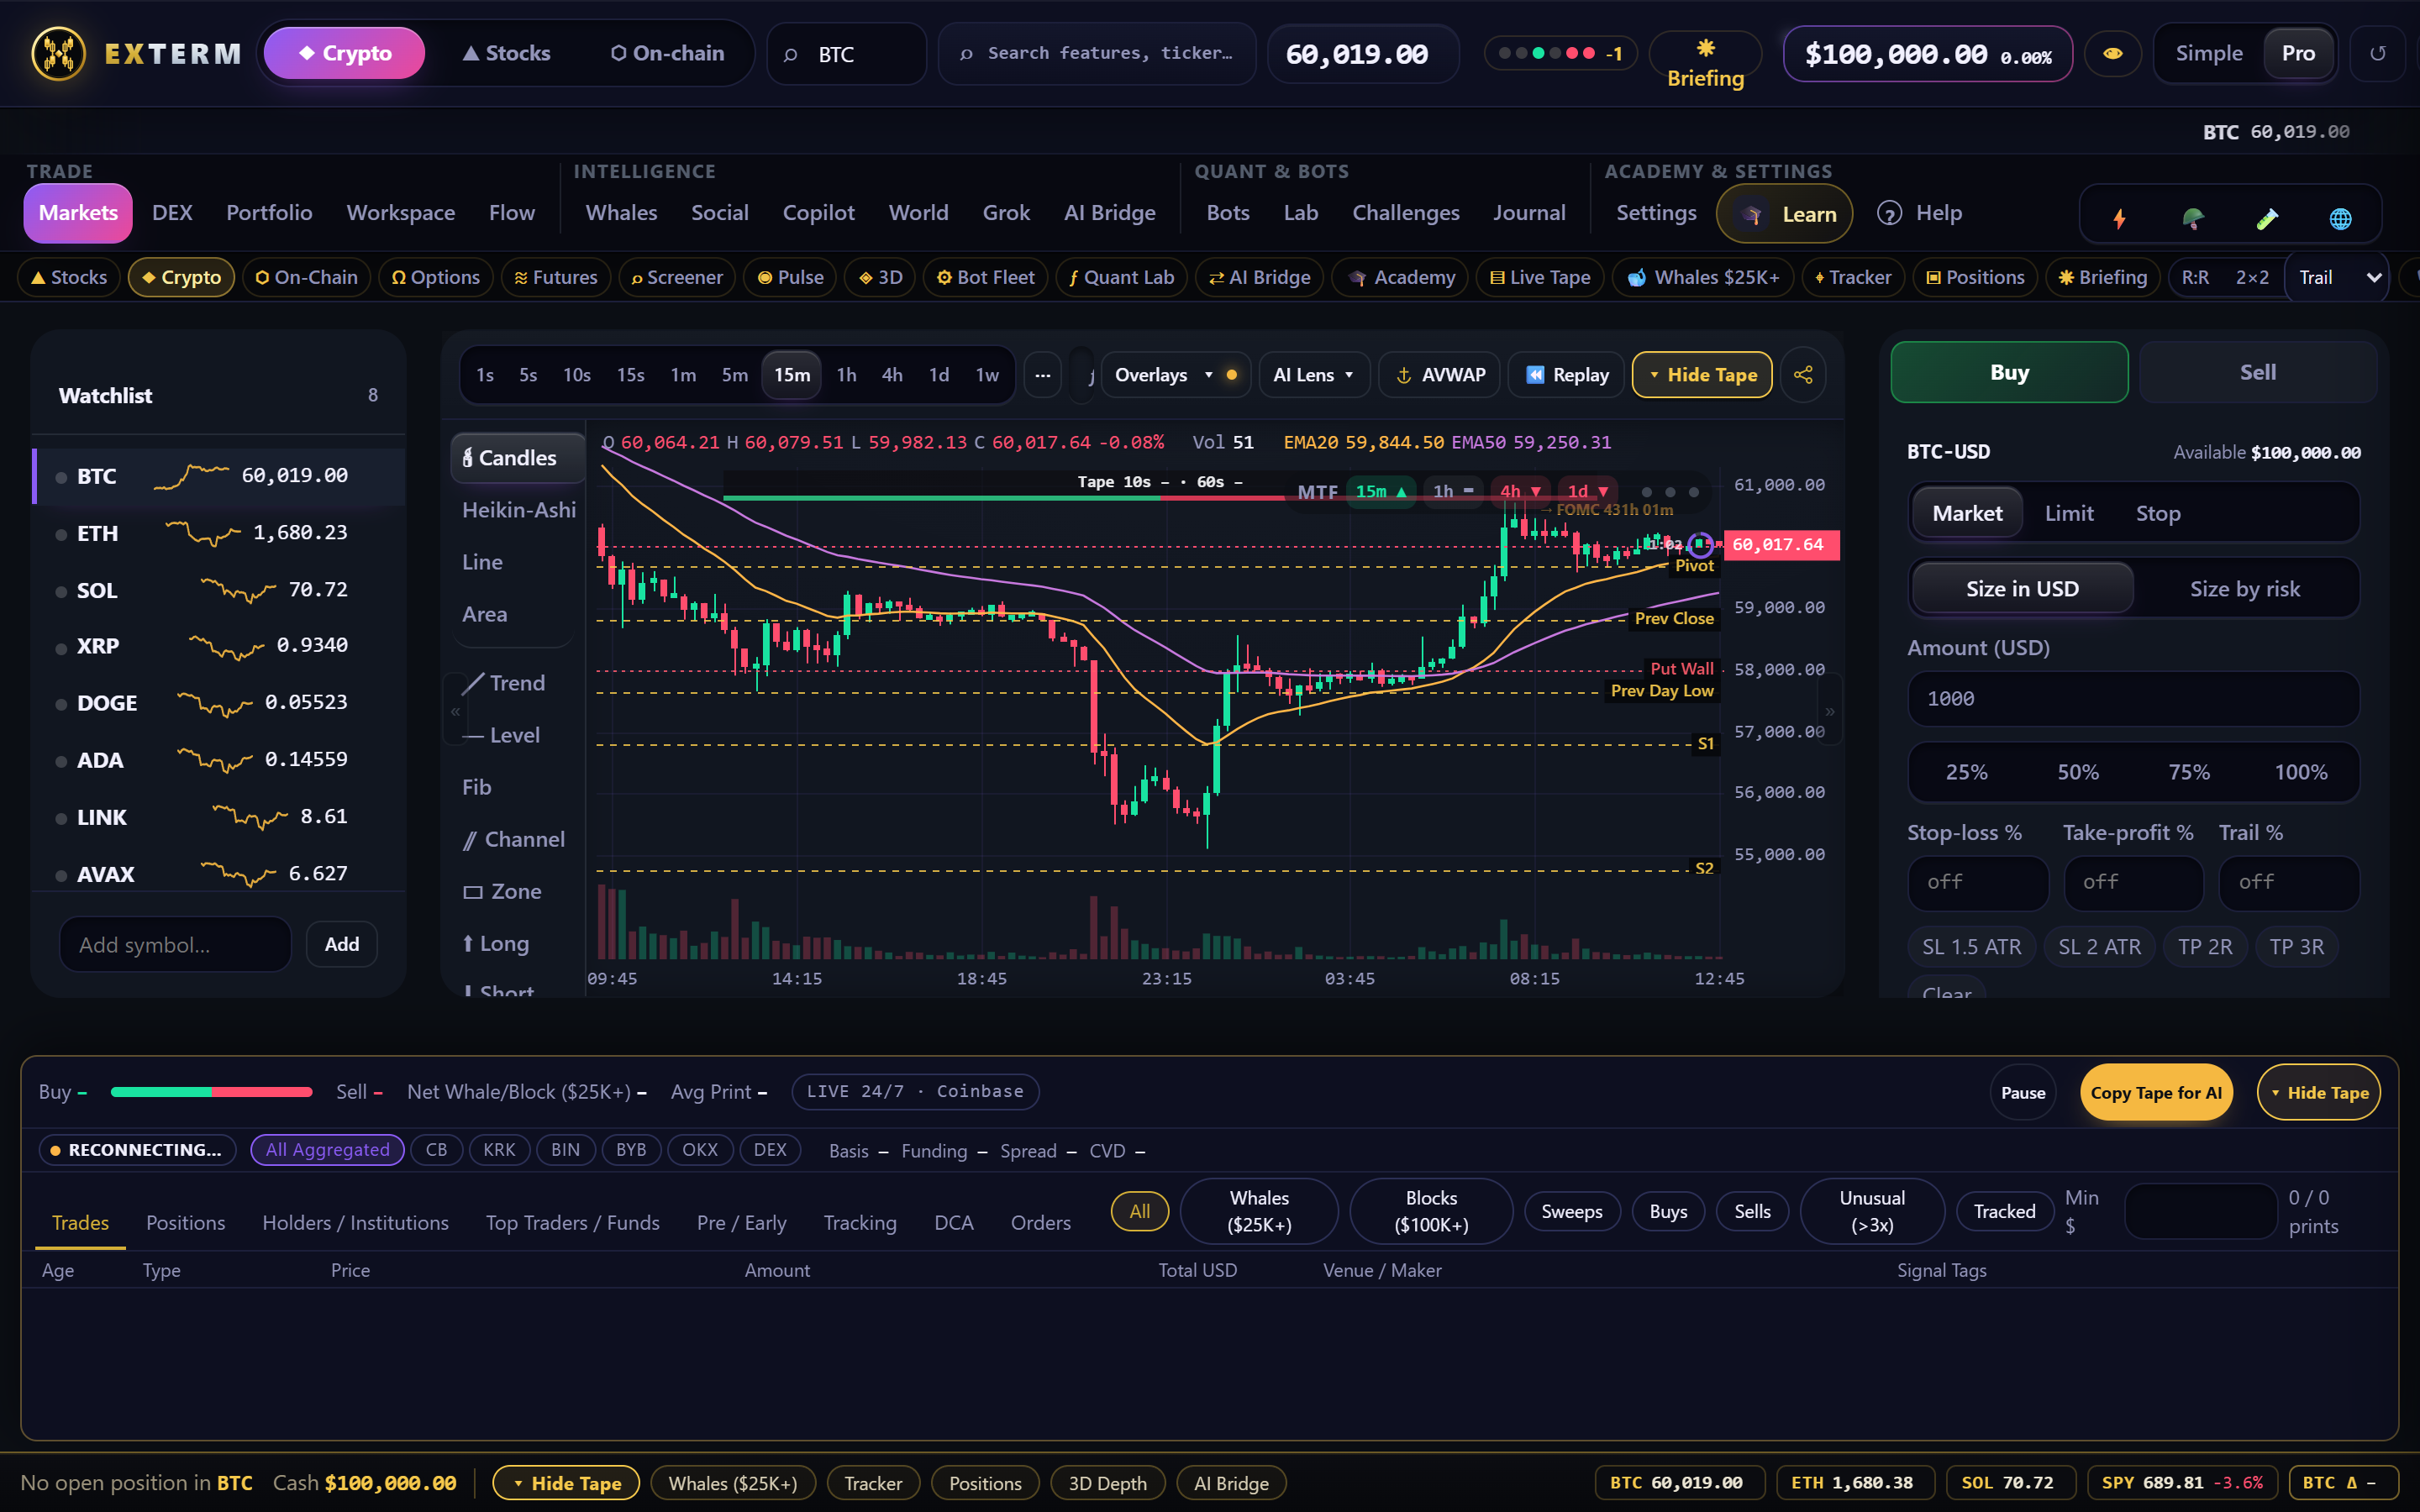 EXTERM
Crypto
Stocks
On-chain
BTC
Search features, ticker...
60,019.00
-1
Briefing
$100,000.00 0.00%
Simple
Pro
BTC 60,019.00
TRADE
Markets DEX Portfolio Workspace Flow
INTELLIGENCE
Whales Social Copilot World Grok AI Bridge
QUANT & BOTS
Bots Lab Challenges Journal
ACADEMY & SETTINGS
Settings Learn ? Help
Stocks Crypto On-Chain Options Futures Screener Pulse 3D Bot Fleet Quant Lab AI Bridge Academy Live Tape Whales $25K+ Tracker Positions Briefing R:R 2×2 Trail
Watchlist 8
BTC 60,019.00
ETH 1,680.23
SOL 70.72
XRP 0.9340
DOGE 0.05523
ADA 0.14559
LINK 8.61
AVAX 6.627
Add symbol... Add
1s 5s 10s 15s 1m 5m 15m 1h 4h 1d 1w ... Overlays AI Lens AVWAP Replay Hide Tape
Candles
Heikin-Ashi
Line
Area
Trend
Level
Fib
Channel
Zone
Long
Short
O 60,064.21 H 60,079.51 L 59,982.13 C 60,017.64 -0.08% Vol 51 EMA20 59,844.50 EMA50 59,250.31
Tape 10s – · 60s –
MTF 15m ▲ 1h 4h ▼ 1d ▼
→ FOMC 431h 01m
1:02
60,017.64
Pivot
Prev Close
Put Wall
Prev Day Low
S1
S2
61,000.00
59,000.00
58,000.00
57,000.00
56,000.00
55,000.00
09:45 14:15 18:45 23:15 03:45 08:15 12:45
Buy Sell
BTC-USD Available $100,000.00
Market Limit Stop
Size in USD Size by risk
Amount (USD)
1000
25% 50% 75% 100%
Stop-loss % Take-profit % Trail %
off off off
SL 1.5 ATR SL 2 ATR TP 2R TP 3R
Clear
Buy – Sell – Net Whale/Block ($25K+) – Avg Print – LIVE 24/7 · Coinbase
Pause Copy Tape for AI Hide Tape
RECONNECTING... All Aggregated CB KRK BIN BYB OKX DEX Basis – Funding – Spread – CVD –
Trades Positions Holders / Institutions Top Traders / Funds Pre / Early Tracking DCA Orders
All
Whales
($25K+)
Blocks
($100K+)
Sweeps Buys Sells
Unusual
(>3x)
Tracked
Min
$
0 / 0
prints
Age Type Price Amount Total USD Venue / Maker Signal Tags
No open position in BTC Cash $100,000.00 Hide Tape Whales ($25K+) Tracker Positions 3D Depth AI Bridge
BTC 60,019.00 ETH 1,680.38 SOL 70.72 SPY 689.81 -3.6% BTC Δ –